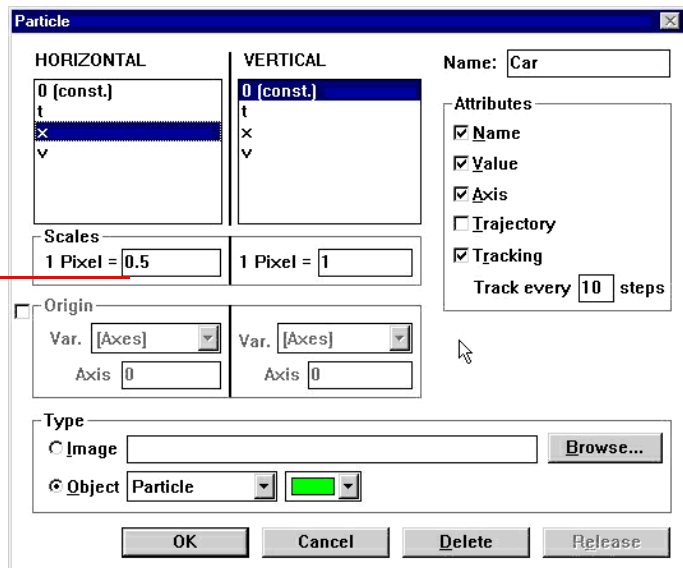 Particle
HORIZONTAL
0 (const.)
t
x
v
VERTICAL
0 (const.)
t
x
v
Name: Car
Attributes
Name
Value
Axis
Trajectory
Tracking
Track every 10 steps
Scales
1 Pixel = 0.5
1 Pixel = 1
Origin
Var. [Axes]
Axis 0
Var. [Axes]
Axis 0
Type
Image
Browse...
Object Particle
OK
Cancel
Delete
Release